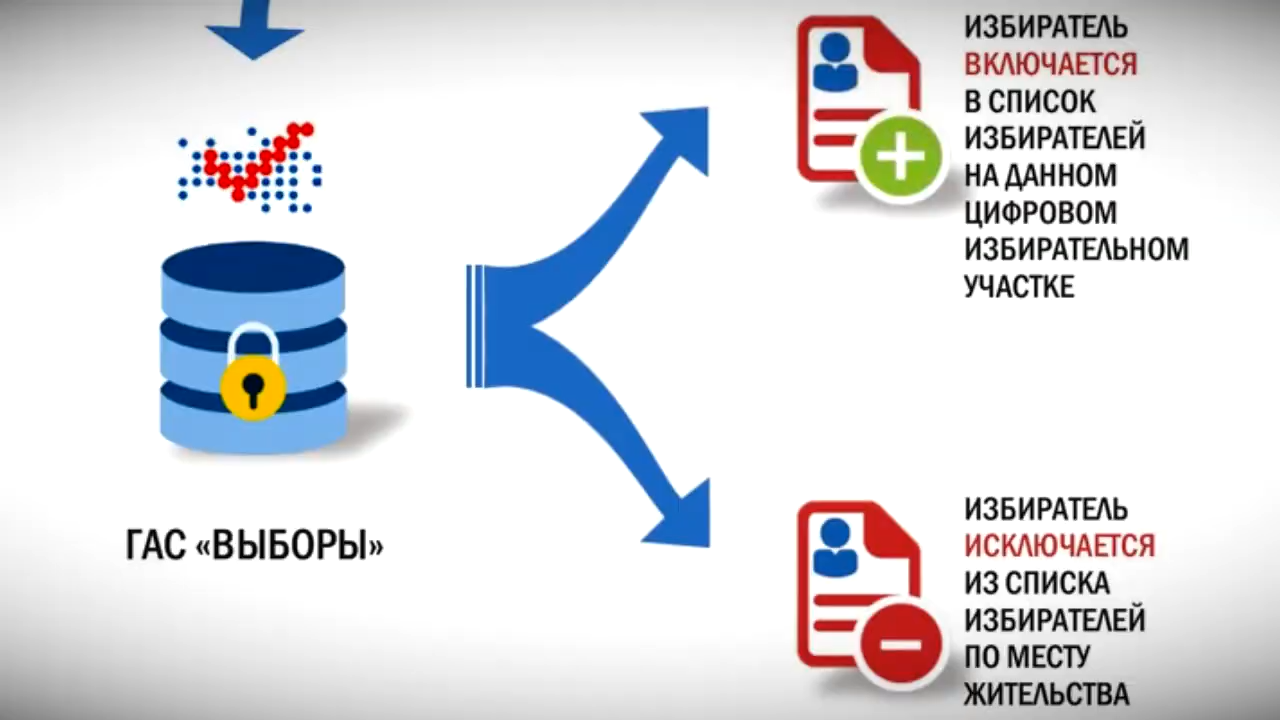 ИЗБИРАТЕЛЬ
ВКЛЮЧАЕТСЯ
В СПИСОК
ИЗБИРАТЕЛЕЙ
НА ДАННОМ
ЦИФРОВОМ
ИЗБИРАТЕЛЬНОМ
УЧАСТКЕ
ГАС «ВЫБОРЫ»
ИЗБИРАТЕЛЬ
ИСКЛЮЧАЕТСЯ
ИЗ СПИСКА
ИЗБИРАТЕЛЕЙ
ПО МЕСТУ
ЖИТЕЛЬСТВА